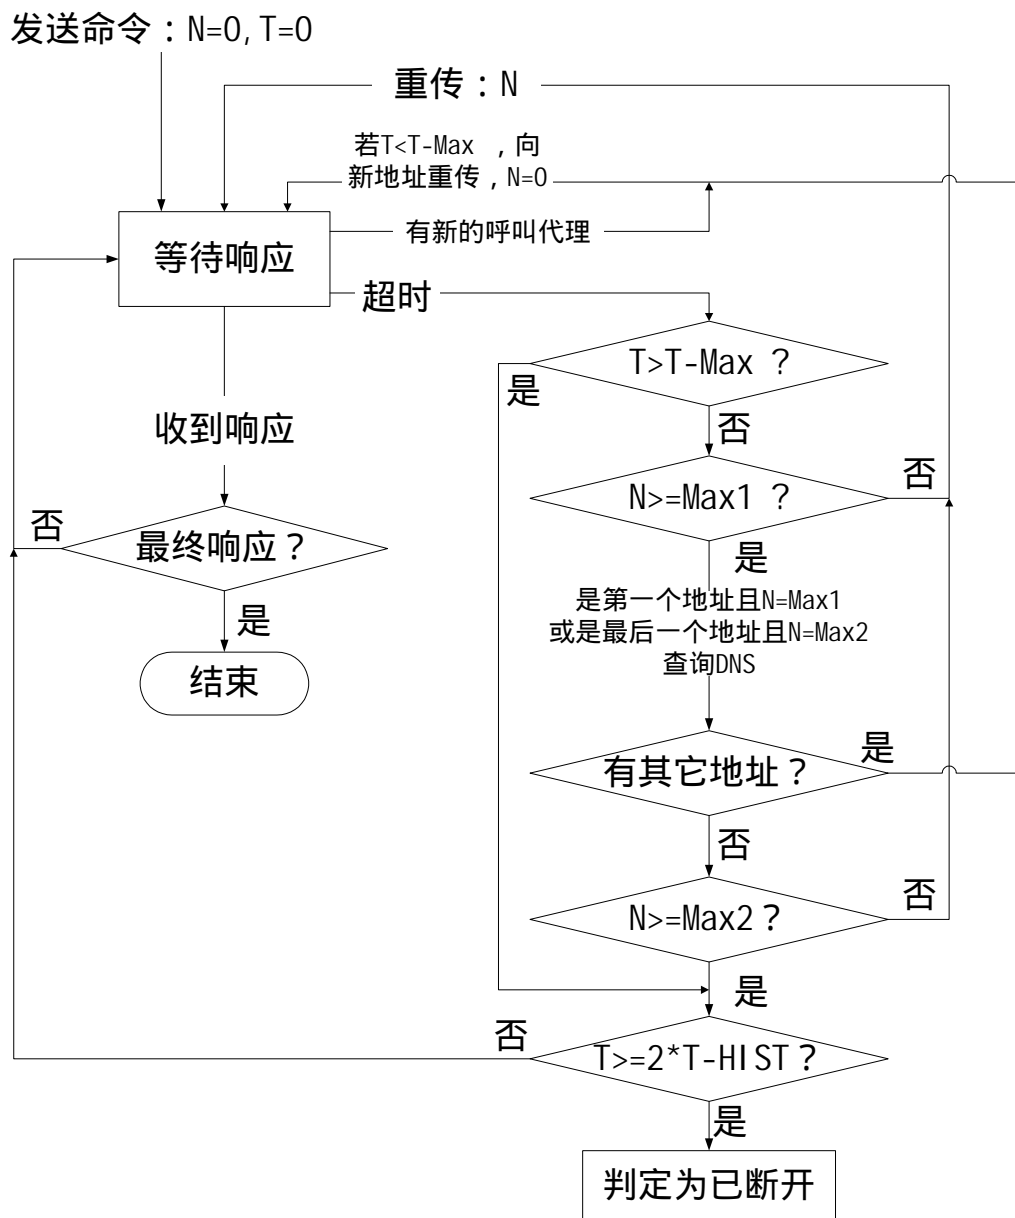 发送命令：N=0,T=0
重传：N
若T<T-Max ，向
新地址重传，N=0
有新的呼叫代理
等待响应
超时
T>T-Max ？
是
否
收到响应
N>=Max1 ？
否
是
否
最终响应？
是
是第一个地址且N=Max1
或是最后一个地址且N=Max2
查询DNS
结束
有其它地址？
是
否
N>=Max2？
否
是
否
T>=2*T-HIST？
是
判定为已断开